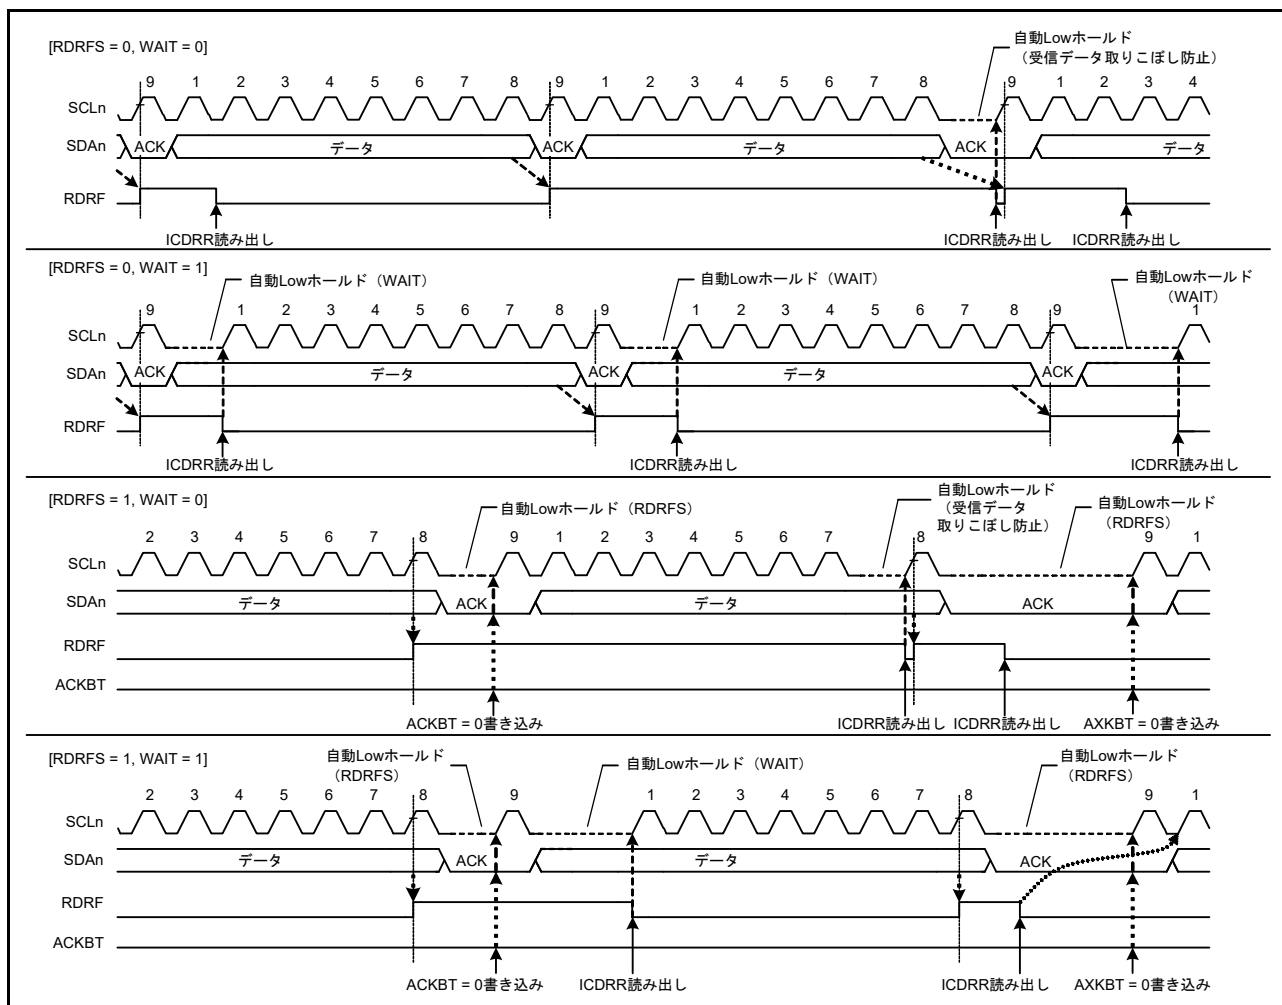 [RDRFS = 0, WAIT = 0]
自動Lowホールド
（受信データ取りこぼし防止）
9 1 2 3 4 5 6 7 8 9 1 2 3 4 5 6 7 8 9 1 2 3 4
SCLn
SDAn
ACK データ ACK データ ACK データ
RDRF
ICDRR読み出し ICDRR読み出し ICDRR読み出し
[RDRFS = 0, WAIT = 1]
自動Lowホールド（WAIT） 自動Lowホールド（WAIT） 自動Lowホールド
（WAIT）
9 1 2 3 4 5 6 7 8 9 1 2 3 4 5 6 7 8 9 1
SCLn
SDAn
ACK データ ACK データ ACK
RDRF
ICDRR読み出し ICDRR読み出し ICDRR読み出し
[RDRFS = 1, WAIT = 0]
自動Lowホールド（RDRFS） 自動Lowホールド
（受信データ
取りこぼし防止） 自動Lowホールド
（RDRFS）
2 3 4 5 6 7 8 9 1 2 3 4 5 6 7 8 9 1
SCLn
SDAn
データ ACK データ ACK
RDRF
ACKBT
ACKBT = 0書き込み ICDRR読み出し ICDRR読み出し AXKBT = 0書き込み
[RDRFS = 1, WAIT = 1]
自動Lowホールド
（RDRFS） 自動Lowホールド（WAIT） 自動Lowホールド
（RDRFS）
2 3 4 5 6 7 8 9 1 2 3 4 5 6 7 8 9 1
SCLn
SDAn
データ ACK データ ACK
RDRF
ACKBT
ACKBT = 0書き込み ICDRR読み出し ICDRR読み出し AXKBT = 0書き込み